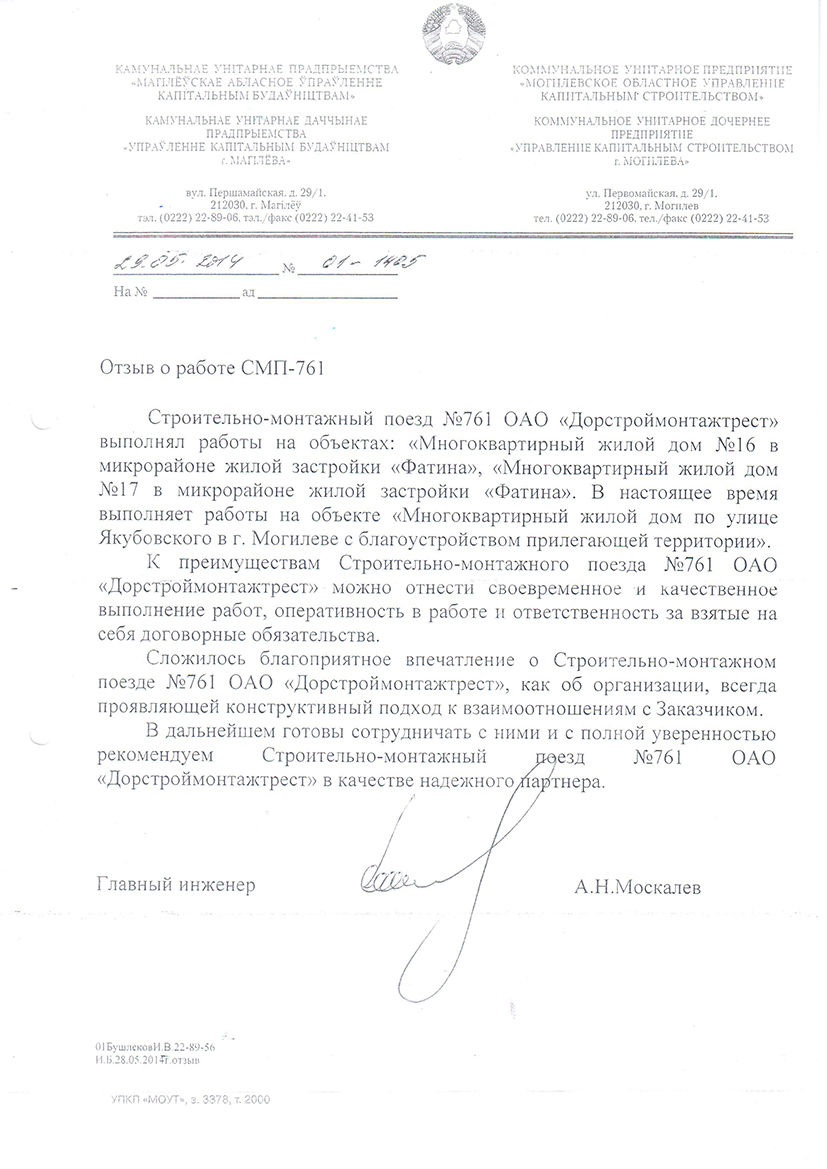 КАМУНАЛЬНАЕ УНІТАРНАЕ ПРАДПРЫЕМСТВА
«МАГІЛЁЎСКАЕ АБЛАСНОЕ ЎПРАЎЛЕННЕ
КАПІТАЛЬНЫМ БУДАЎНІЦТВАМ»
КАМУНАЛЬНАЕ УНІТАРНАЕ ДАЧЧЫНАЕ
ПРАДПРЫЕМСТВА
«УПРАЎЛЕННЕ КАПІТАЛЬНЫМ БУДАЎНІЦТВАМ
г. МАГІЛЁВА»
вул. Першамайская. д. 29/1.
212030, г. Магілёў
тэл. (0222) 22-89-06. тэл./факс (0222) 22-41-53
КОММУНАЛЬНОЕ УНИТАРНОЕ ПРЕДПРИЯТИЕ
«МОГИЛЕВСКОЕ ОБЛАСТНОЕ УПРАВЛЕНИЕ
КАПИТАЛЬНЫМ СТРОИТЕЛЬСТВОМ»
КОММУНАЛЬНОЕ УНИТАРНОЕ ДОЧЕРНЕЕ
ПРЕДПРИЯТИЕ
«УПРАВЛЕНИЕ КАПИТАЛЬНЫМ СТРОИТЕЛЬСТВОМ
г. МОГИЛЕВА»
ул. Первомайская. д. 29/1.
212030, г. Могилев
тел. (0222) 22-89-06. тел./факс (0222) 22-41-53
29.05. 2014 № 01-1405
На № ад
Отзыв о работе СМП-761
Строительно-монтажный поезд №761 ОАО «Дорстроймонтажтрест»
выполнял работы на объектах: «Многоквартирный жилой дом №16 в
микрорайоне жилой застройки «Фатина», «Многоквартирный жилой дом
№17 в микрорайоне жилой застройки «Фатина». В настоящее время
выполняет работы на объекте «Многоквартирный жилой дом по улице
Якубовского в г. Могилеве с благоустройством прилегающей территории».
К преимуществам Строительно-монтажного поезда №761 ОАО
«Дорстроймонтажтрест» можно отнести своевременное и качественное
выполнение работ, оперативность в работе и ответственность за взятые на
себя договорные обязательства.
Сложилось благоприятное впечатление о Строительно-монтажном
поезде №761 ОАО «Дорстроймонтажтрест», как об организации, всегда
проявляющей конструктивный подход к взаимоотношениям с Заказчиком.
В дальнейшем готовы сотрудничать с ними и с полной уверенностью
рекомендуем Строительно-монтажный поезд №761 ОАО
«Дорстроймонтажтрест» в качестве надежного партнера.
Главный инженер А.Н.Москалев
01БушлековИ.В 22-89-56
И.Б.28.05.2014г.отзыв
УПКП «МОУТ», з. 3378, т. 2000